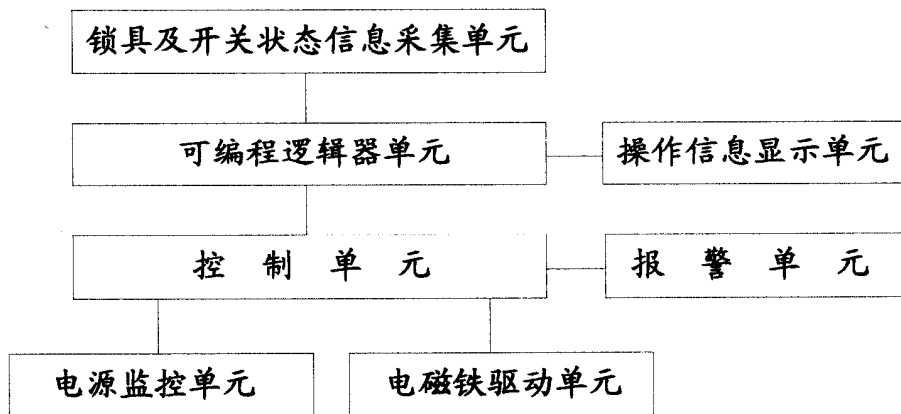 锁具及开关状态信息采集单元
可编程逻辑器单元
操作信息显示单元
控制单元
报警单元
电源监控单元
电磁铁驱动单元